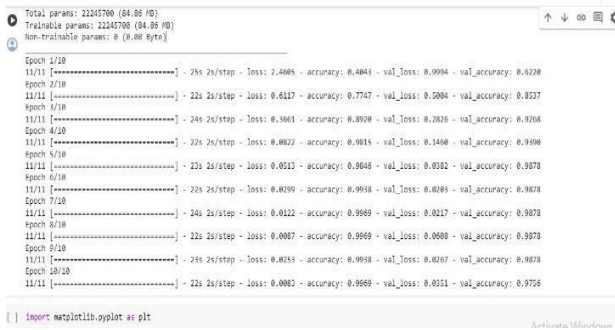 Total params: 22245700 (84.86 MB)
Trainable params: 22245700 (84.86 MB)
Non-trainable params: 0 (0.00 Byte)
Epoch 1/10
11/11 [==============================] - 25s 2s/step - loss: 2.4605 - accuracy: 0.4043 - val_loss: 0.9994 - val_accuracy: 0.6220
Epoch 2/10
11/11 [==============================] - 22s 2s/step - loss: 0.6117 - accuracy: 0.7747 - val_loss: 0.5004 - val_accuracy: 0.8537
Epoch 3/10
11/11 [==============================] - 24s 2s/step - loss: 0.3661 - accuracy: 0.8920 - val_loss: 0.2826 - val_accuracy: 0.9268
Epoch 4/10
11/11 [==============================] - 22s 2s/step - loss: 0.0822 - accuracy: 0.9815 - val_loss: 0.1460 - val_accuracy: 0.9390
Epoch 5/10
11/11 [==============================] - 23s 2s/step - loss: 0.0513 - accuracy: 0.9846 - val_loss: 0.0382 - val_accuracy: 0.9878
Epoch 6/10
11/11 [==============================] - 22s 2s/step - loss: 0.0299 - accuracy: 0.9938 - val_loss: 0.0203 - val_accuracy: 0.9878
Epoch 7/10
11/11 [==============================] - 24s 2s/step - loss: 0.0122 - accuracy: 0.9969 - val_loss: 0.0217 - val_accuracy: 0.9878
Epoch 8/10
11/11 [==============================] - 22s 2s/step - loss: 0.0087 - accuracy: 0.9969 - val_loss: 0.0608 - val_accuracy: 0.9878
Epoch 9/10
11/11 [==============================] - 23s 2s/step - loss: 0.0253 - accuracy: 0.9938 - val_loss: 0.0267 - val_accuracy: 0.9878
Epoch 10/10
11/11 [==============================] - 22s 2s/step - loss: 0.0083 - accuracy: 0.9969 - val_loss: 0.0351 - val_accuracy: 0.9756
[ ] import matplotlib.pyplot as plt
Activate Windows